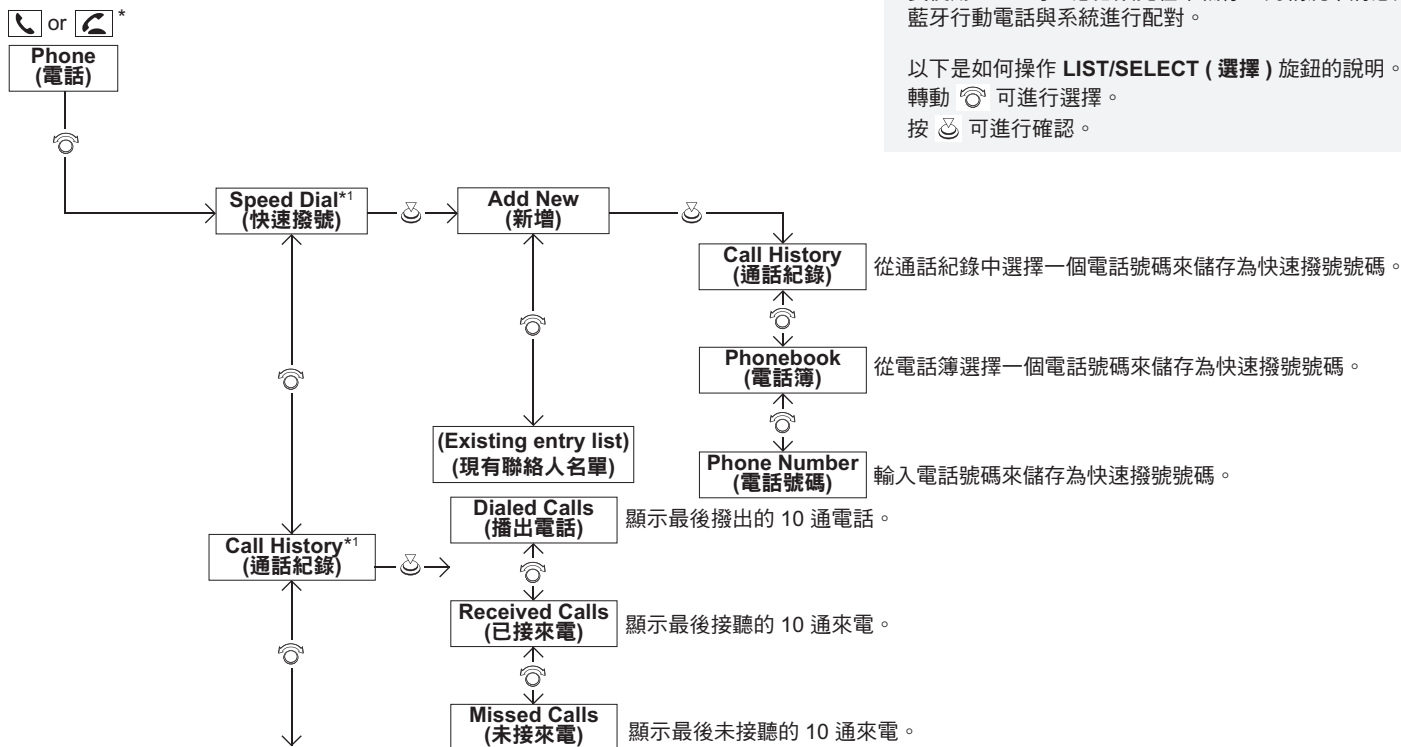 藍牙行動電話與系統進行配對。
以下是如何操作 LIST/SELECT ( 選擇 ) 旋鈕的說明。
轉動 可進行選擇。
按 可進行確認。
or *
Phone
(電話)
Speed Dial*1
(快速撥號)
Add New
(新增)
Call History
(通話紀錄)
從通話紀錄中選擇一個電話號碼來儲存為快速撥號號碼。
Phonebook
(電話簿)
從電話簿選擇一個電話號碼來儲存為快速撥號號碼。
(Existing entry list)
(現有聯絡人名單)
Phone Number
(電話號碼)
輸入電話號碼來儲存為快速撥號號碼。
Call History*1
(通話紀錄)
Dialed Calls
(播出電話)
顯示最後撥出的 10 通電話。
Received Calls
(已接來電)
顯示最後接聽的 10 通來電。
Missed Calls
(未接來電)
顯示最後未接聽的 10 通來電。